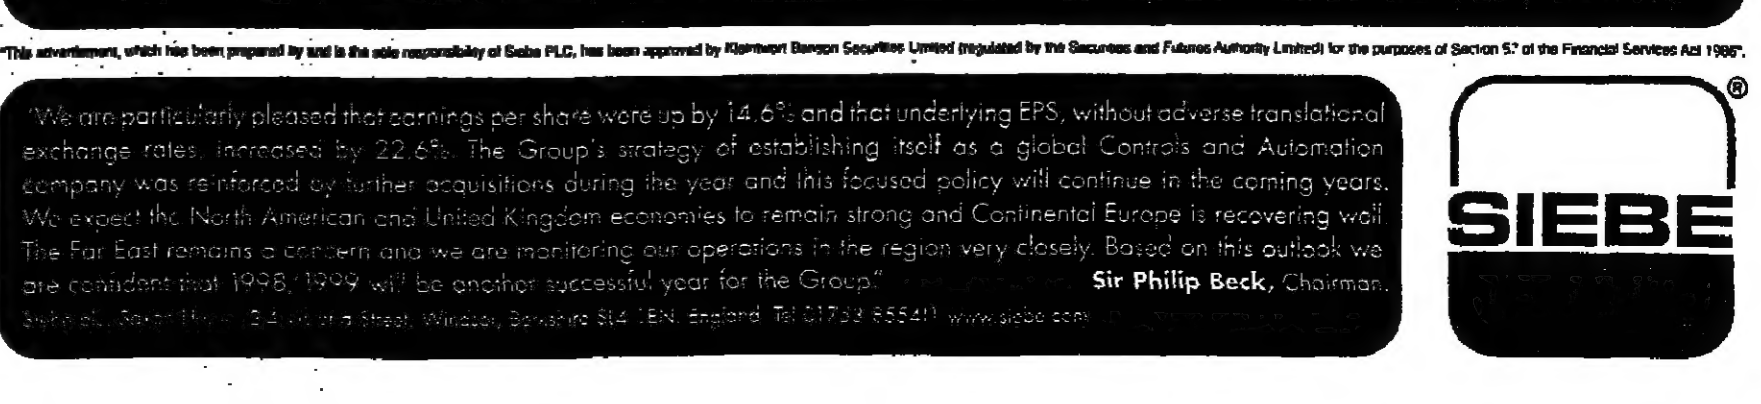 "This advertisement, which has been prepared by and is the sole responsibility of Siebe PLC, has been approved by Kleinwort Benson Securities Limited (regulated by the Securities and Futures Authority Limited) for the purposes of Section 57 of the Financial Services Act 1986".
"We are particularly pleased that earnings per share were up by 14.6% and that underlying EPS, without adverse translational
exchange rates, increased by 22.6%. The Group's strategy of establishing itself as a global Controls and Automation
company was reinforced by further acquisitions during the year and this focused policy will continue in the coming years.
We expect the North American and United Kingdom economies to remain strong and Continental Europe is recovering well.
The Far East remains a concern and we are monitoring our operations in the region very closely. Based on this outlook we
are confident that 1998/1999 will be another successful year for the Group."
Sir Philip Beck, Chairman.
Siebe plc, Saxon House, Street, Windsor, Berkshire SL4 1EN. England. Tel 01753 855411 www.siebe.com
SIEBE
®